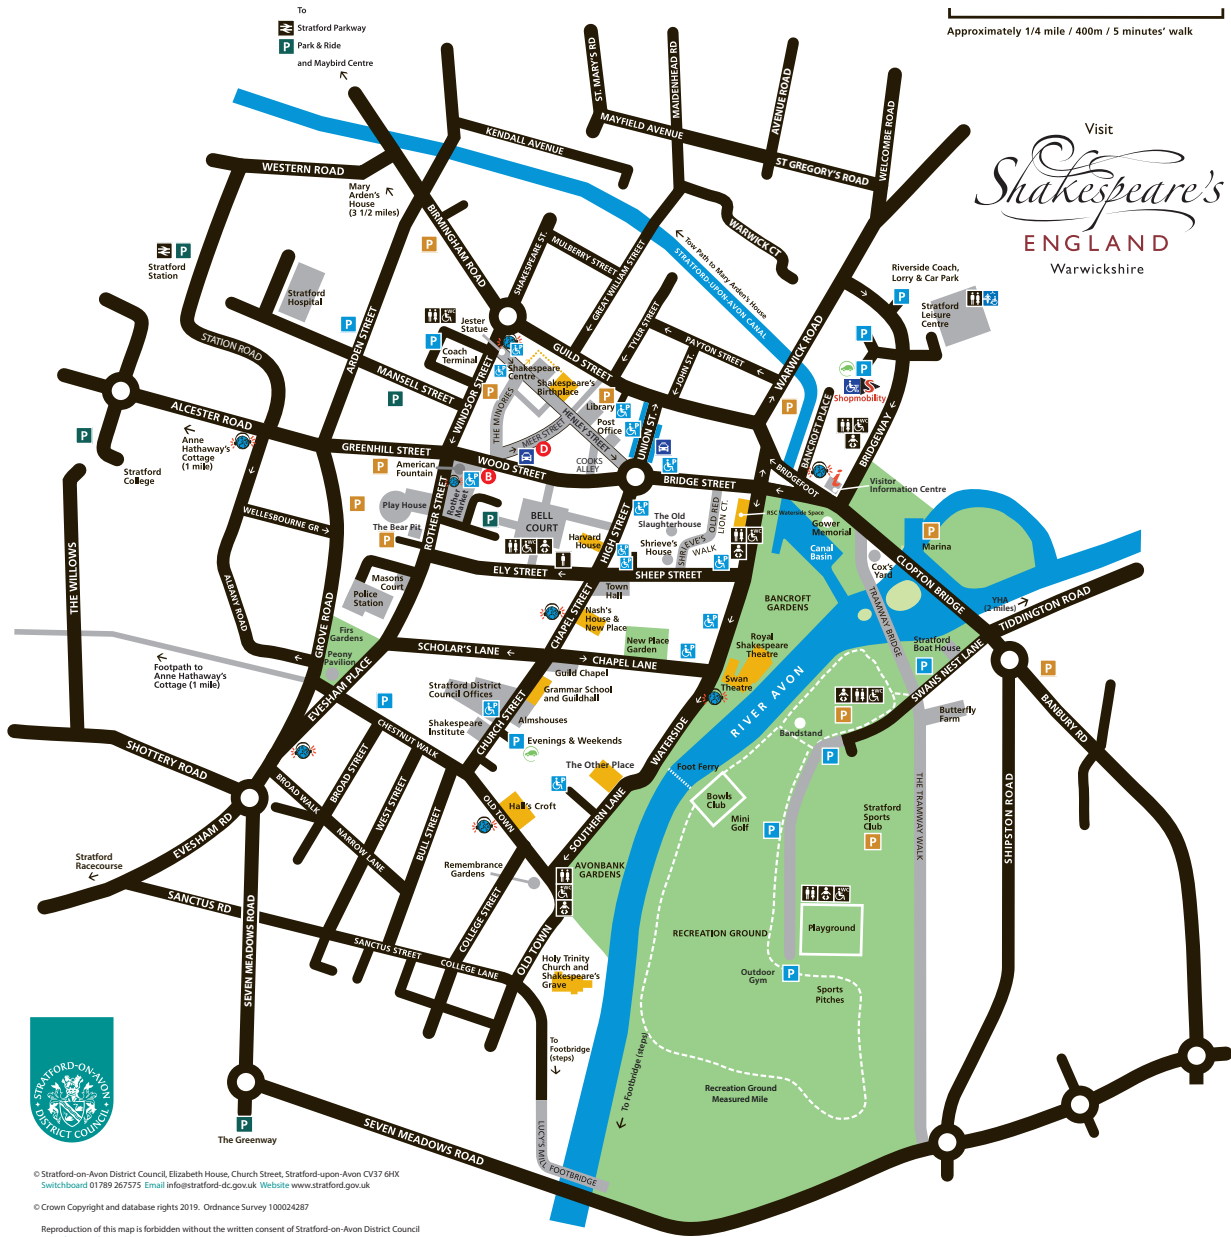 To
Stratford Parkway
P Park & Ride
and Maybird Centre
Approximately 1/4 mile / 400m / 5 minutes' walk
Visit
Shakespeare's
ENGLAND
Warwickshire
ST. MARY'S RD
MAIDENHEAD RD
AVENUE ROAD
WELCOMBE ROAD
MAYFIELD AVENUE
ST GREGORY'S ROAD
KENDALL AVENUE
WESTERN ROAD
Mary
Arden's
House
(3 1/2 miles)
BIRMINGHAM ROAD
WARWICK CT
SHAKESPEARE ST.
MULBERRY STREET
GREAT WILLIAM STREET
Tow Path to Mary Arden's House
STRATFORD-UPON-AVON CANAL
Stratford
Station
Stratford
Hospital
STATION ROAD
ARDEN STREET
TYLER STREET
PAYTON STREET
JOHN ST.
GUILD STREET
WARWICK ROAD
Riverside Coach,
Lorry & Car Park
Stratford
Leisure
Centre
Shopmobility
Jester
Statue
Coach
Terminal
Shakespeare
Centre
Shakespeare's
Birthplace
MANSELL STREET
WINDSOR STREET
THE MINORIES
MEER STREET
HENLEY STREET
Library
Post
Office
UNION ST.
COOKS
ALLEY
ALCESTER ROAD
Anne
Hathaway's
Cottage
(1 mile)
Stratford
College
GREENHILL STREET
WOOD STREET
D
B
BRIDGE STREET
BRIDGEFOOT
BANCROFT PLACE
BRIDGEWAY
Visitor
Information Centre
American
Fountain
Rother
Market
Play House
The Bear Pit
ROTHER STREET
BELL
COURT
Harvard
House
HIGH STREET
The Old
Slaughterhouse
Shrieve's
House
SHRIEVE'S
WALK
OLD RED
LION CT.
RSC Waterside Space
Gower
Memorial
Canal
Basin
Cox's
Yard
Marina
CLOPTON BRIDGE
YHA
(2 miles)
TIDDINGTON ROAD
WELLESBOURNE GR
THE WILLOWS
ALBANY ROAD
GROVE ROAD
Masons
Court
Police
Station
ELY STREET
SHEEP STREET
Town
Hall
CHAPEL STREET
Nash's
House &
New Place
New Place
Garden
BANCROFT
GARDENS
TRAMWAY BRIDGE
Firs
Gardens
Peony
Pavilion
SCHOLAR'S LANE
CHAPEL LANE
Guild Chapel
Royal
Shakespeare
Theatre
Swan
Theatre
RIVER AVON
Stratford
Boat House
SWANS NEST LANE
BANBURY RD
Butterfly
Farm
Bandstand
Footpath to
Anne Hathaway's
Cottage (1 mile)
EVESHAM PLACE
Stratford District
Council Offices
Grammar School
and Guildhall
Almshouses
Shakespeare
Institute
CHURCH STREET
Evenings & Weekends
WATERSIDE
SHOTTERY ROAD
CHESTNUT WALK
BROAD STREET
BROAD WALK
WEST STREET
BULL STREET
NARROW LANE
OLD TOWN
The Other Place
Hall's Croft
SOUTHERN LANE
Foot Ferry
Bowls
Club
Mini
Golf
Stratford
Sports
Club
THE TRAMWAY WALK
SHIPSTON ROAD
EVESHAM RD
Stratford
Racecourse
SANCTUS RD
SEVEN MEADOWS ROAD
Remembrance
Gardens
AVONBANK
GARDENS
COLLEGE STREET
SANCTUS STREET
COLLEGE LANE
OLD TOWN
Holy Trinity
Church and
Shakespeare's
Grave
RECREATION GROUND
Playground
Outdoor
Gym
Sports
Pitches
To
Footbridge
(steps)
To Footbridge (steps)
Recreation Ground
Measured Mile
LUCY'S MILL FOOTBRIDGE
SEVEN MEADOWS ROAD
The Greenway
STRATFORD-ON-AVON
DISTRICT COUNCIL
© Stratford-on-Avon District Council, Elizabeth House, Church Street, Stratford-upon-Avon CV37 6HX
Switchboard 01789 267575 Email info@stratford-dc.gov.uk Website www.stratford.gov.uk
© Crown Copyright and database rights 2019. Ordnance Survey 100024287
Reproduction of this map is forbidden without the written consent of Stratford-on-Avon District Council